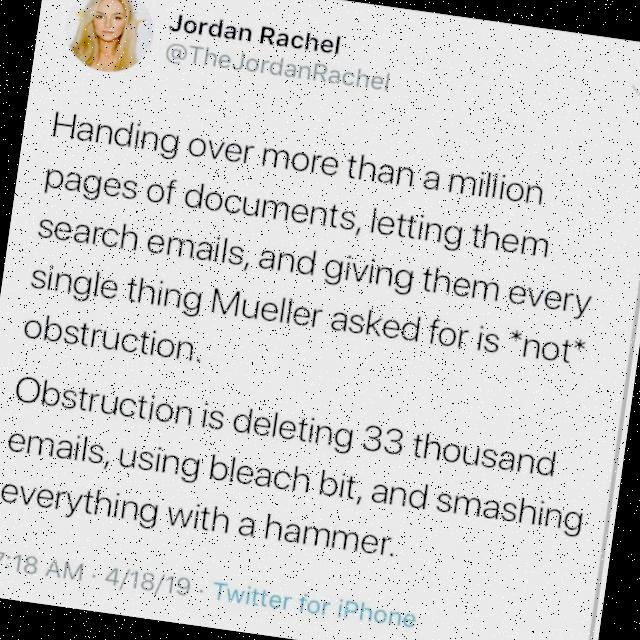 Jordan Rachel
@TheJordanRachel
Handing over more than a million
pages of documents, letting them
search emails, and giving them every
single thing Mueller asked for is *not*
obstruction.
Obstruction is deleting 33 thousand
emails, using bleach bit, and smashing
everything with a hammer.
7:18 AM · 4/18/19 · Twitter for iPhone